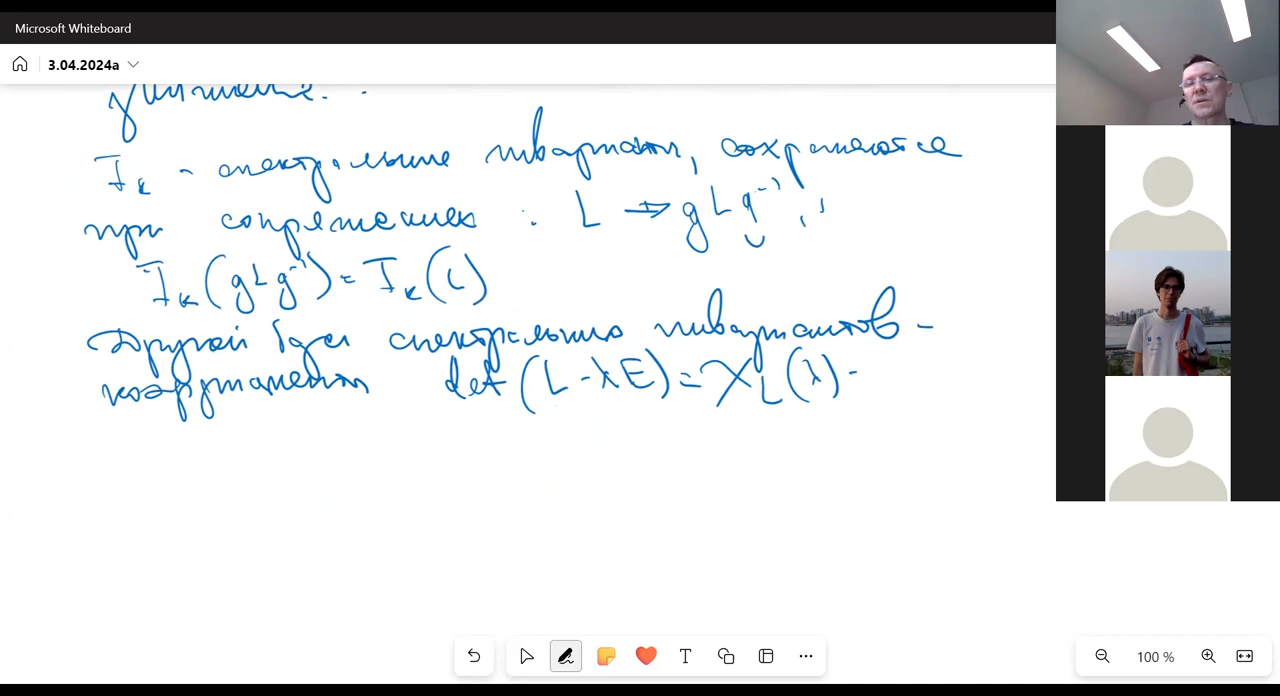 Microsoft Whiteboard
3.04.2024a
I_k - спектральные инварианты, сохраняются
при сопряжениях : L → gLg⁻¹
I_k(gLg⁻¹) = I_k(L)
Другой базис спектральных инвариантов -
коэффициенты det(L - λE) = χ_L(λ) -
100 %